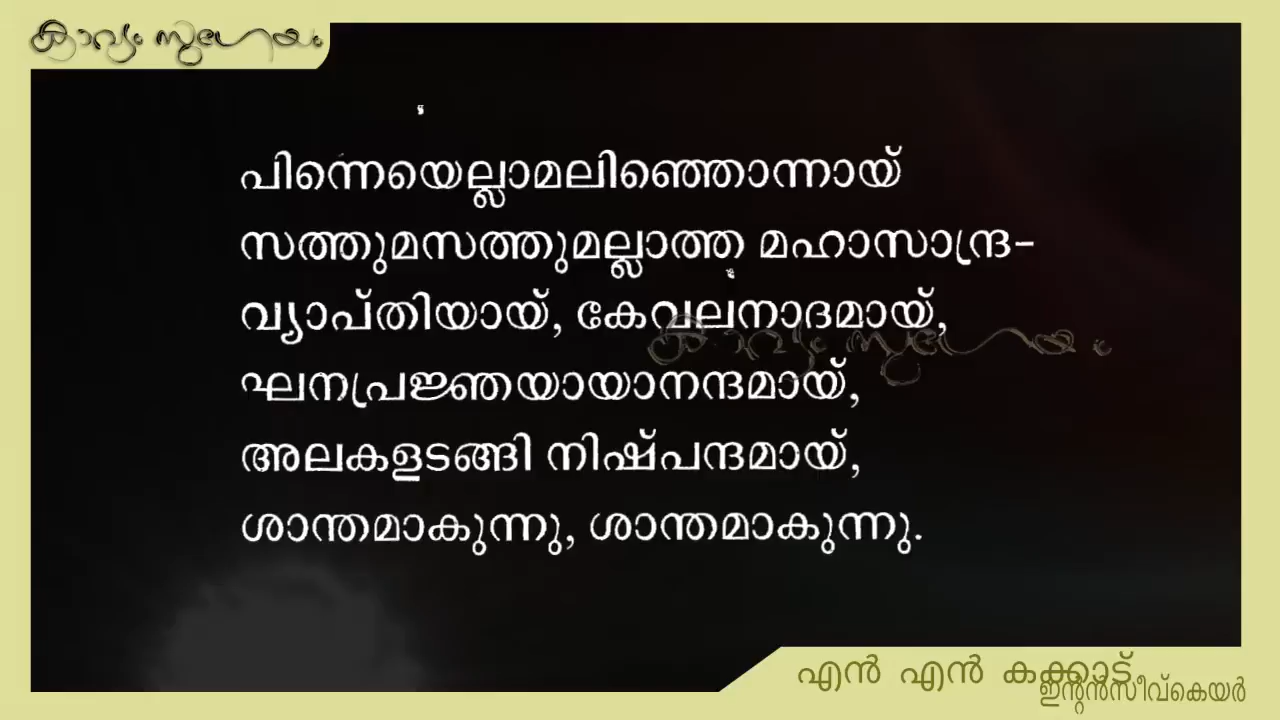 കാവ്യം സുഗേയം
പിന്നെയെല്ലാമലിഞ്ഞൊന്നായ്
സത്തുമസത്തുമല്ലാത്ത മഹാസാന്ദ്ര-
വ്യാപ്തിയായ്, കേവലനാദമായ്,
കാവ്യം സുഗേയം
ഘനപ്രജ്ഞയായാനന്ദമായ്,
അലകളടങ്ങി നിഷ്പന്ദമായ്,
ശാന്തമാകുന്നു, ശാന്തമാകുന്നു.
എൻ എൻ കക്കാട്
ഇന്റൻസീവ്കെയർ